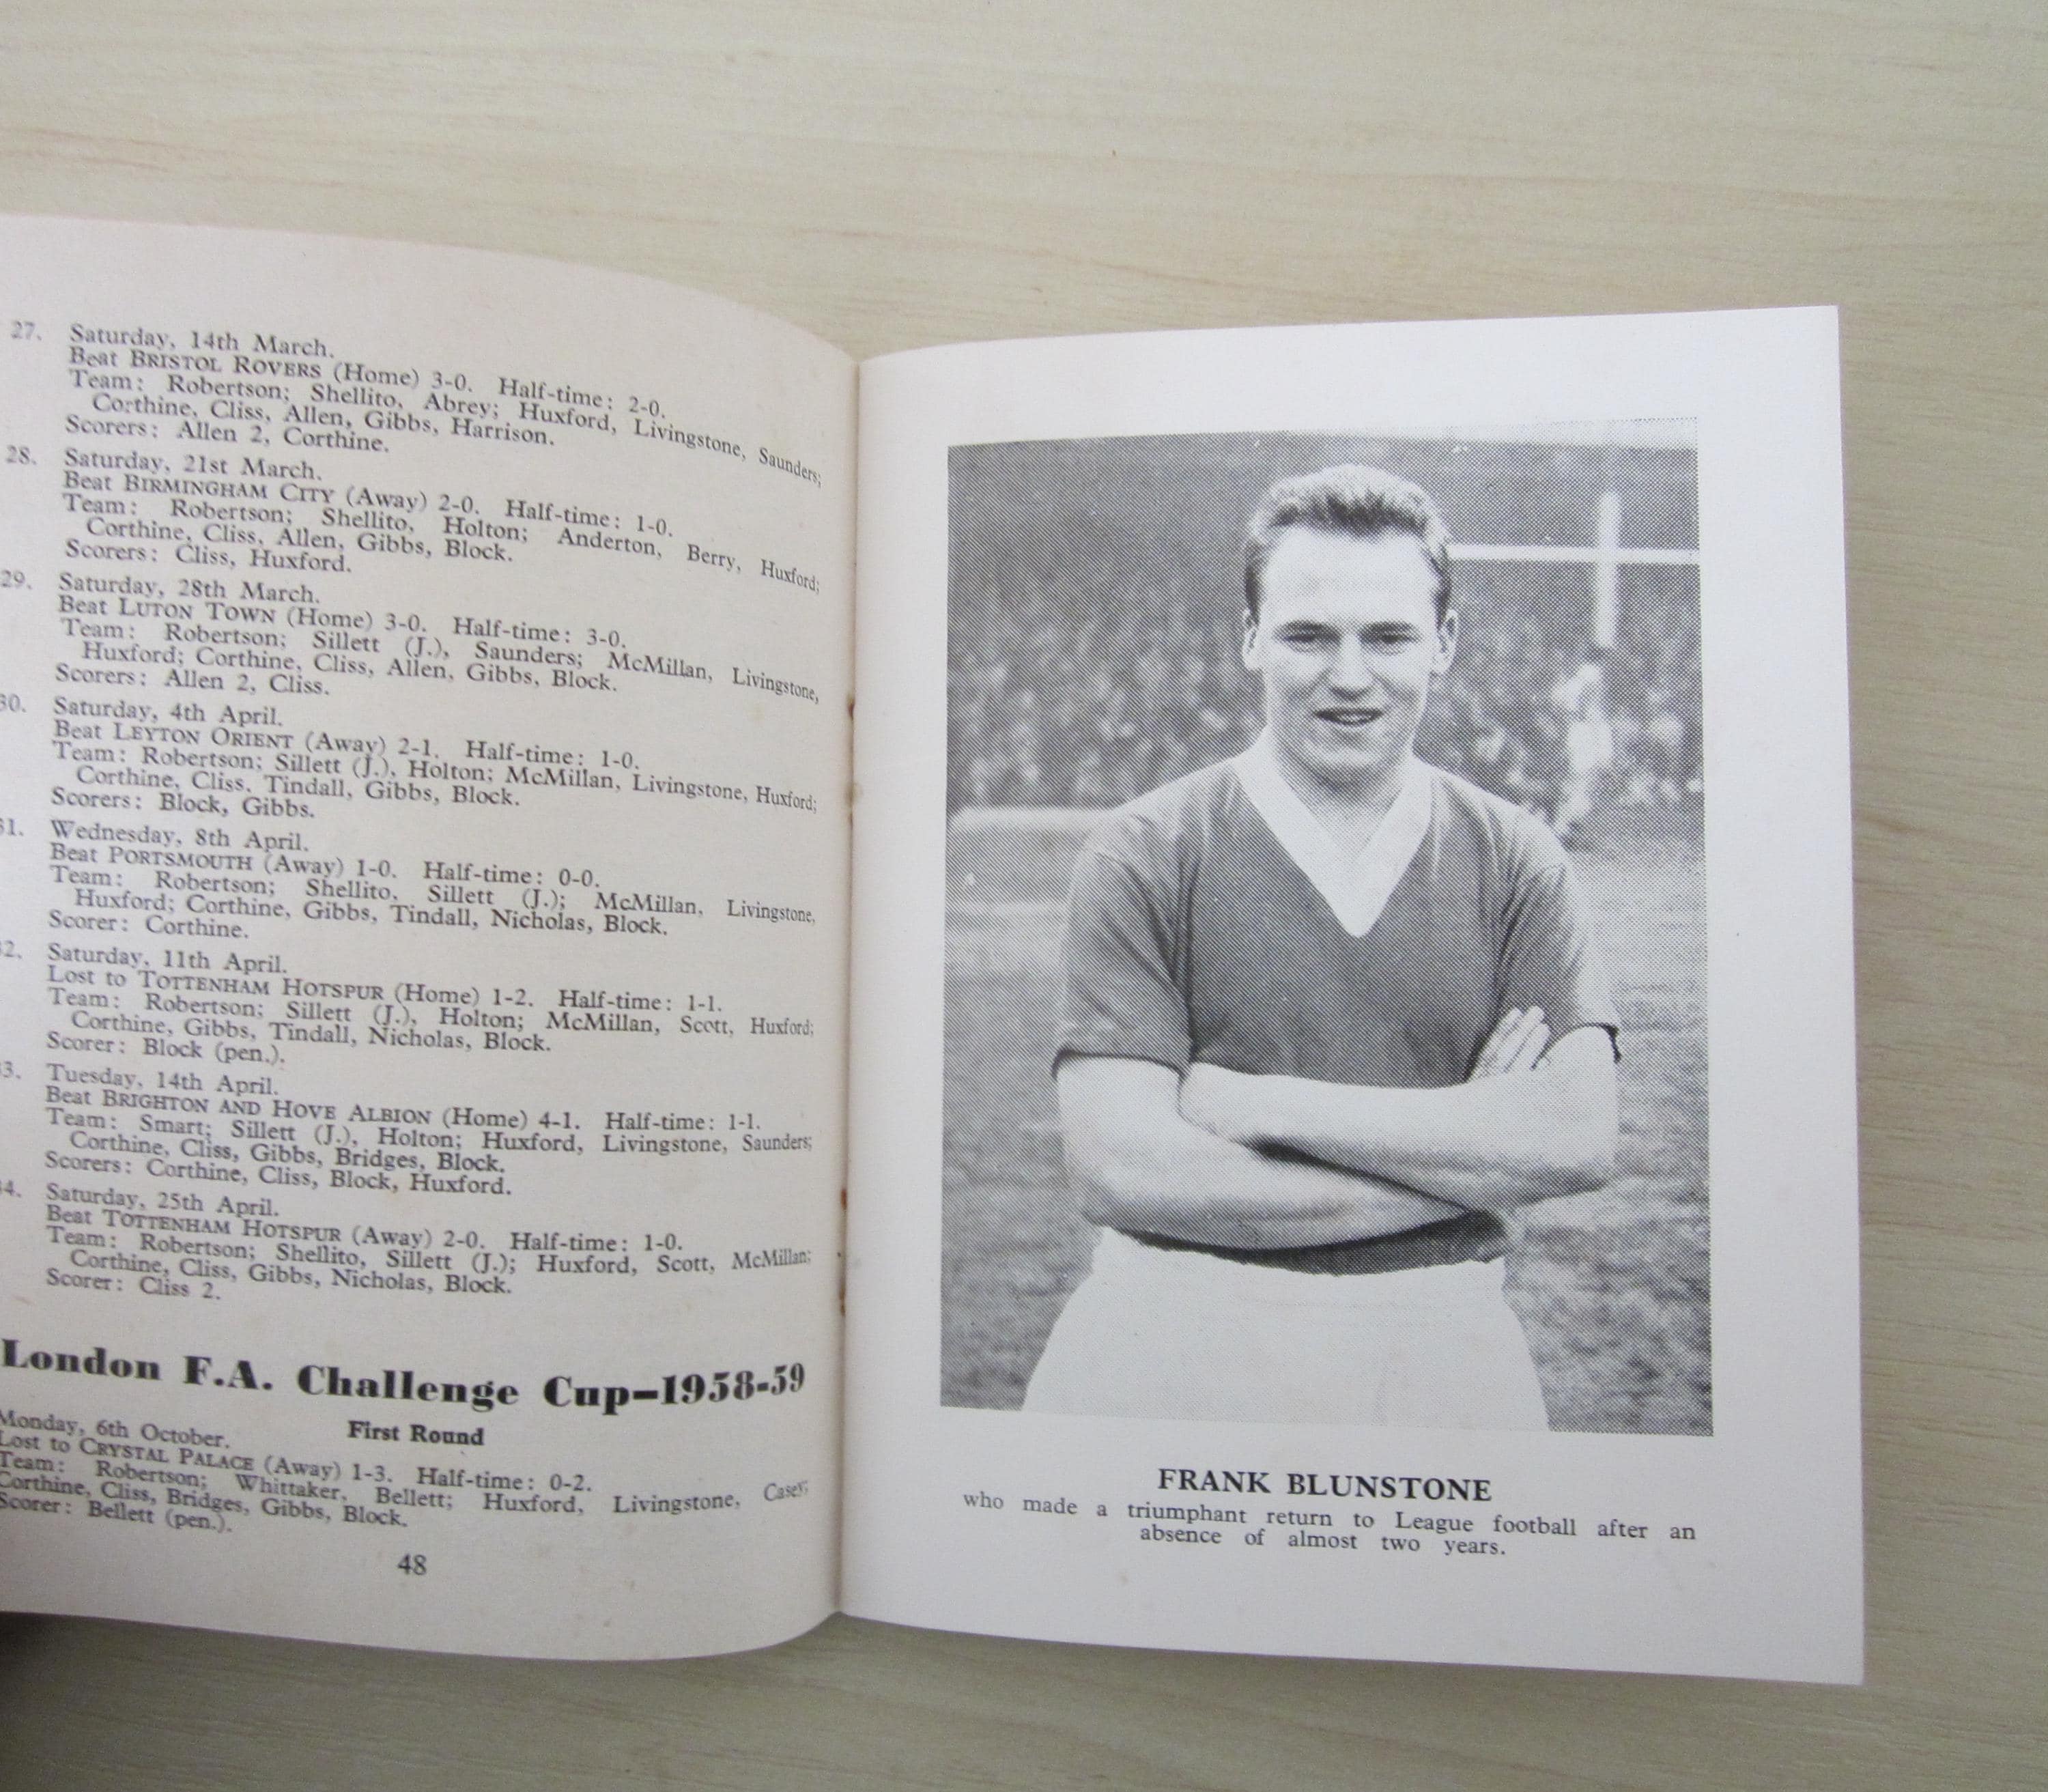 27. Saturday, 14th March.
Beat BRISTOL ROVERS (Home) 3-0. Half-time: 2-0.
Team: Robertson; Shellito, Abrey; Huxford, Livingstone, Saunders;
Corthine, Cliss, Allen, Gibbs, Harrison.
Scorers: Allen 2, Corthine.
28. Saturday, 21st March.
Beat BIRMINGHAM CITY (Away) 2-0. Half-time: 1-0.
Team: Robertson; Shellito, Holton; Anderton, Berry, Huxford;
Corthine, Cliss, Allen, Gibbs, Block.
Scorers: Cliss, Huxford.
29. Saturday, 28th March.
Beat LUTON TOWN (Home) 3-0. Half-time: 3-0.
Team: Robertson; Sillett (J.), Saunders; McMillan, Livingstone,
Huxford; Corthine, Cliss, Allen, Gibbs, Block.
Scorers: Allen 2, Cliss.
30. Saturday, 4th April.
Beat LEYTON ORIENT (Away) 2-1. Half-time: 1-0.
Team: Robertson; Sillett (J.), Holton; McMillan, Livingstone, Huxford;
Corthine, Cliss, Tindall, Gibbs, Block.
Scorers: Block, Gibbs.
31. Wednesday, 8th April.
Beat PORTSMOUTH (Away) 1-0. Half-time: 0-0.
Team: Robertson; Shellito, Sillett (J.); McMillan, Livingstone,
Huxford; Corthine, Gibbs, Tindall, Nicholas, Block.
Scorer: Corthine.
2. Saturday, 11th April.
Lost to TOTTENHAM HOTSPUR (Home) 1-2. Half-time: 1-1.
Team: Robertson; Sillett (J.), Holton; McMillan, Scott, Huxford;
Corthine, Gibbs, Tindall, Nicholas, Block.
Scorer: Block (pen.).
3. Tuesday, 14th April.
Beat BRIGHTON AND HOVE ALBION (Home) 4-1. Half-time: 1-1.
Team: Smart; Sillett (J.), Holton; Huxford, Livingstone, Saunders;
Corthine, Cliss, Gibbs, Bridges, Block.
Scorers: Corthine, Cliss, Block, Huxford.
4. Saturday, 25th April.
Beat TOTTENHAM HOTSPUR (Away) 2-0. Half-time: 1-0.
Team: Robertson; Shellito, Sillett (J.); Huxford, Scott, McMillan;
Corthine, Cliss, Gibbs, Nicholas, Block.
Scorer: Cliss 2.
London F.A. Challenge Cup—1958-59
First Round
Monday, 6th October.
Lost to CRYSTAL PALACE (Away) 1-3. Half-time: 0-2.
Team: Robertson; Whittaker, Bellett; Huxford, Livingstone, Casey;
Corthine, Cliss, Bridges, Gibbs, Block.
Scorer: Bellett (pen.).
48
FRANK BLUNSTONE
who made a triumphant return to League football after an
absence of almost two years.